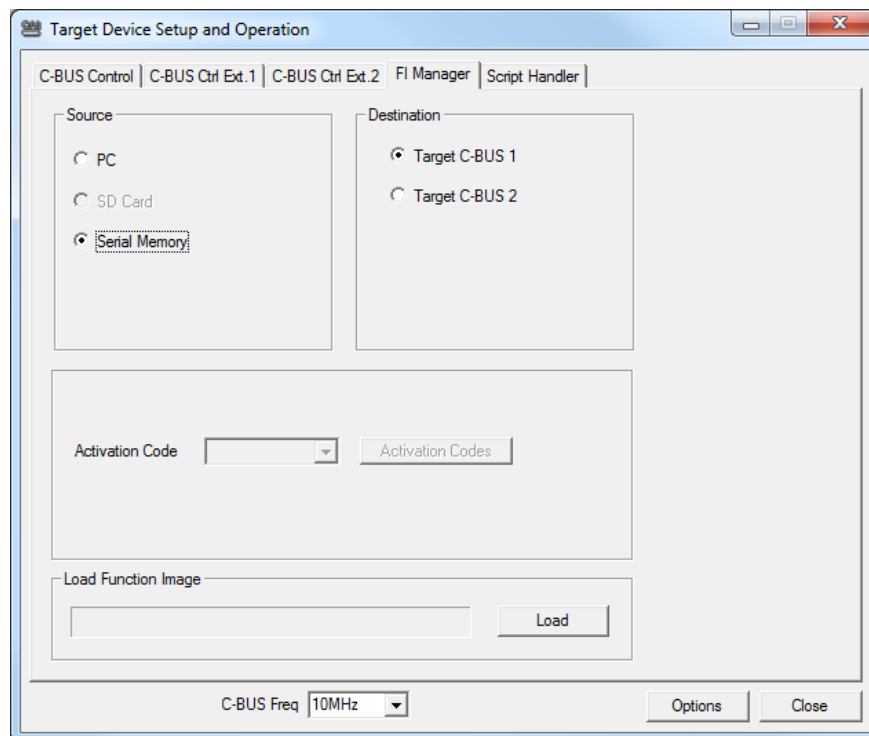 Target Device Setup and Operation
C-BUS Control C-BUS Ctrl Ext.1 C-BUS Ctrl Ext.2 FI Manager Script Handler
Source
PC
SD Card
Serial Memory
Destination
Target C-BUS 1
Target C-BUS 2
Activation Code Activation Codes
Load Function Image
Load
C-BUS Freq 10MHz Options Close